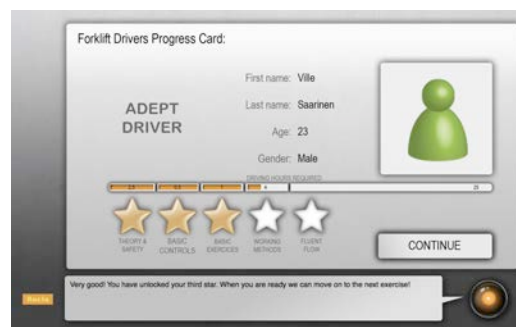 Forklift Drivers Progress Card:
First name: Ville
ADEPT
DRIVER
Last name: Saarinen
Age: 23
Gender: Male
DRIVING HOURS REQUIRED
THEORY &
SAFETY
BASIC
CONTROLS
BASIC
EXERCICES
WORKING
METHODS
FLUENT
FLOW
CONTINUE
Very good! You have unlocked your third star. When you are ready we can move on to the next exercise!